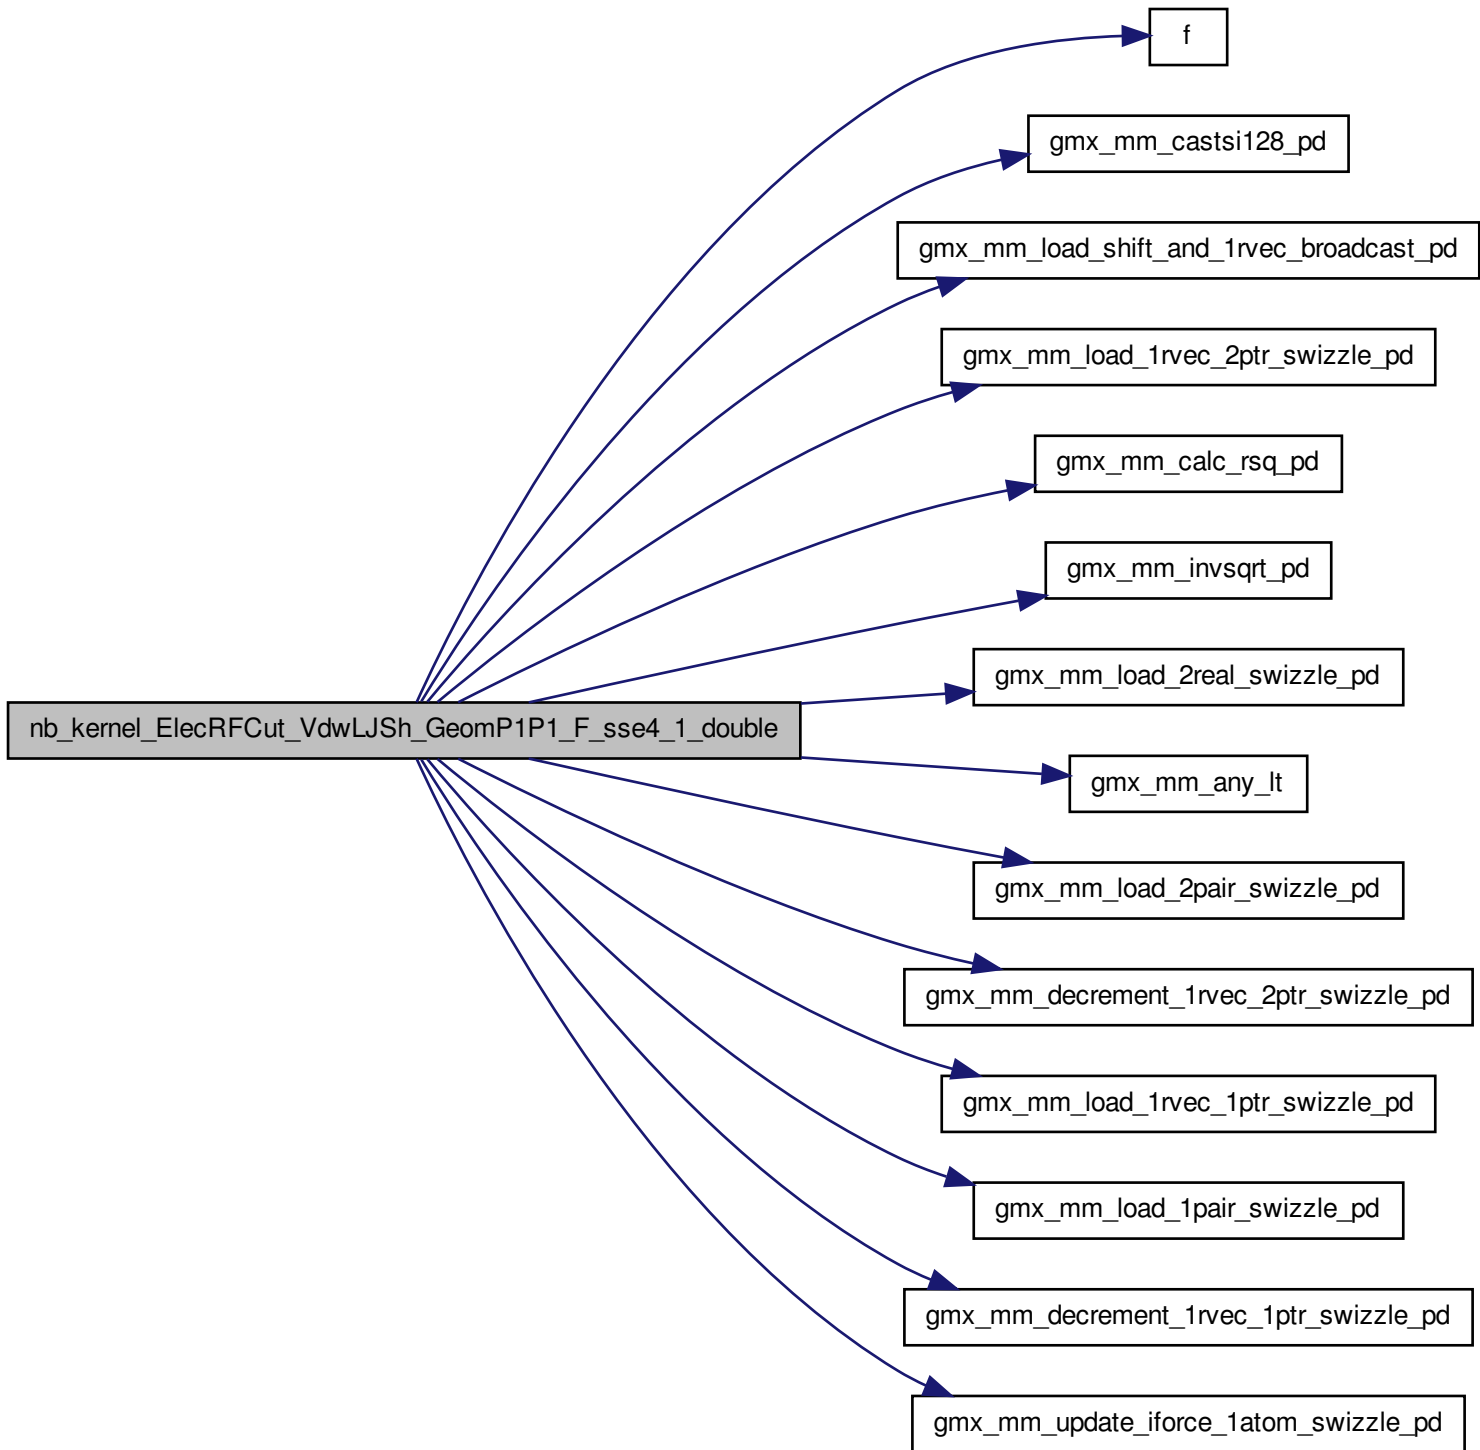 f
gmx_mm_castsi128_pd
gmx_mm_load_shift_and_1rvec_broadcast_pd
gmx_mm_load_1rvec_2ptr_swizzle_pd
gmx_mm_calc_rsq_pd
gmx_mm_invsqrt_pd
gmx_mm_load_2real_swizzle_pd
nb_kernel_ElecRFCut_VdwLJSh_GeomP1P1_F_sse4_1_double
gmx_mm_any_lt
gmx_mm_load_2pair_swizzle_pd
gmx_mm_decrement_1rvec_2ptr_swizzle_pd
gmx_mm_load_1rvec_1ptr_swizzle_pd
gmx_mm_load_1pair_swizzle_pd
gmx_mm_decrement_1rvec_1ptr_swizzle_pd
gmx_mm_update_iforce_1atom_swizzle_pd